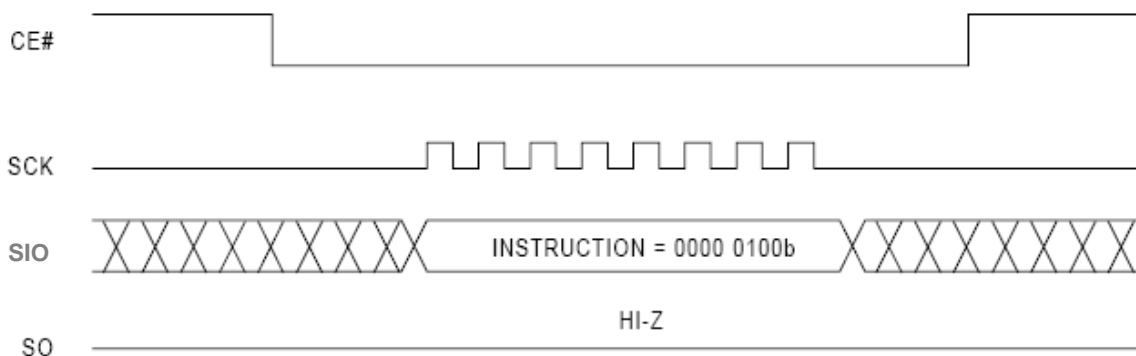 CE#
SCK
SIO
INSTRUCTION = 0000 0100b
HI-Z
SO